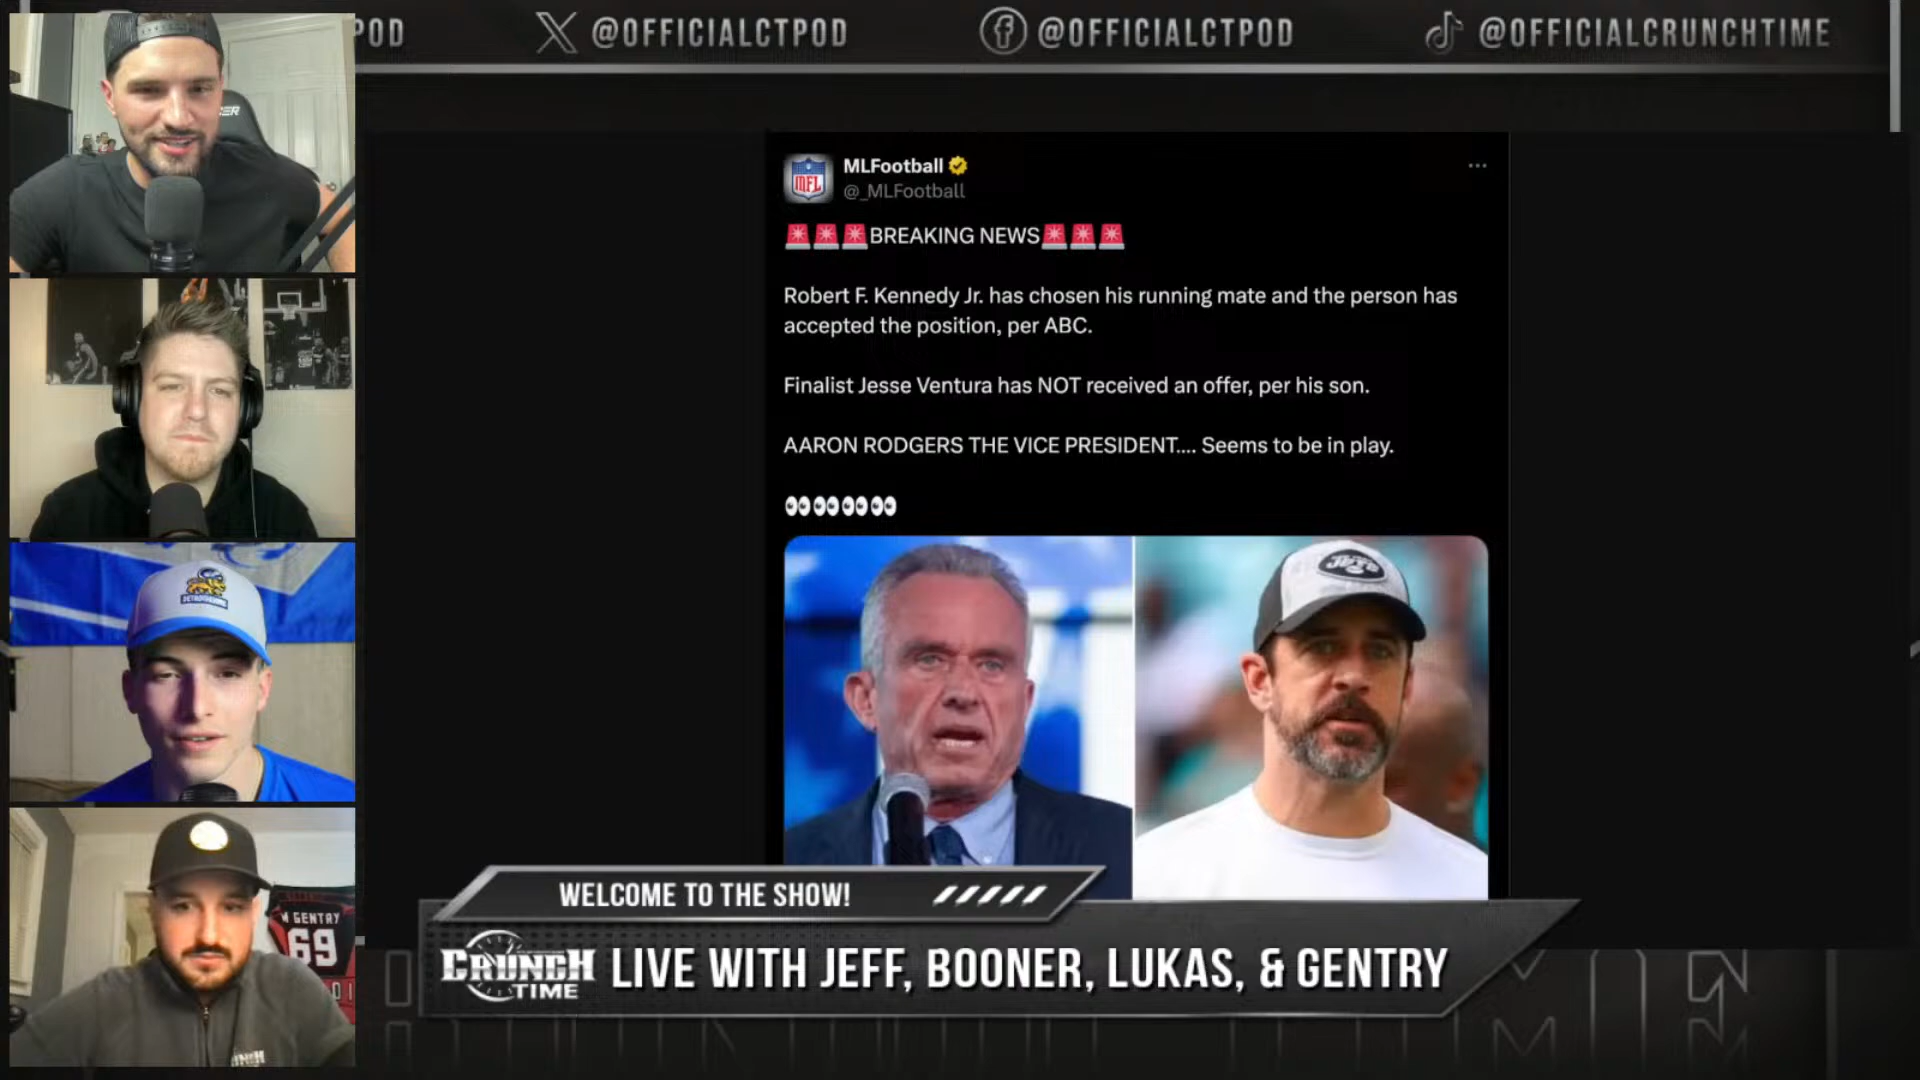 POD
@OFFICIALCTPOD
@OFFICIALCTPOD
@OFFICIALCRUNCHTIME
MLFootball
@_MLFootball
MFL
BREAKING NEWS
Robert F. Kennedy Jr. has chosen his running mate and the person has
accepted the position, per ABC.
Finalist Jesse Ventura has NOT received an offer, per his son.
AARON RODGERS THE VICE PRESIDENT.... Seems to be in play.
JETS
GENTRY
69
WELCOME TO THE SHOW!
CRUNCH
TIME
LIVE WITH JEFF, BOONER, LUKAS, & GENTRY